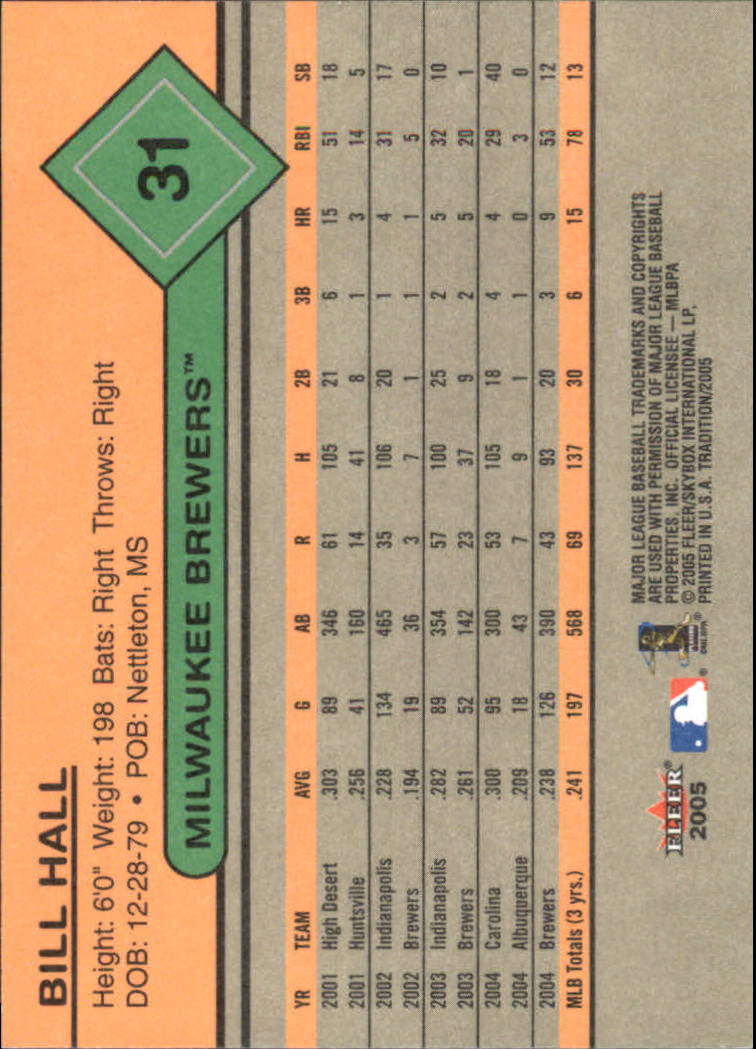 BILL HALL
Height: 6'0" Weight: 198 Bats: Right Throws: Right
DOB: 12-28-79 • POB: Nettleton, MS
MILWAUKEE BREWERS™
31
YR TEAM AVG G AB R H 2B 3B HR RBI SB
2001 High Desert .303 89 346 61 105 21 6 15 51 18
2001 Huntsville .256 41 160 14 41 8 1 3 14 5
2002 Indianapolis .228 134 465 35 106 20 1 4 31 17
2002 Brewers .194 19 36 3 7 1 1 1 5 0
2003 Indianapolis .282 89 354 57 100 25 2 5 32 10
2003 Brewers .261 52 142 23 37 9 2 5 20 1
2004 Carolina .300 95 300 53 105 18 4 4 29 40
2004 Albuquerque .209 18 43 7 9 1 1 0 3 0
2004 Brewers .238 126 390 43 93 20 3 9 53 12
MLB Totals (3 yrs.) .241 197 568 69 137 30 6 15 78 13
FLEER®
2005
MAJOR LEAGUE BASEBALL TRADEMARKS AND COPYRIGHTS
ARE USED WITH PERMISSION OF MAJOR LEAGUE BASEBALL
PROPERTIES, INC. OFFICIAL LICENSEE — MLBPA
© 2005 FLEER/SKYBOX INTERNATIONAL LP,
PRINTED IN U.S.A. TRADITION/2005